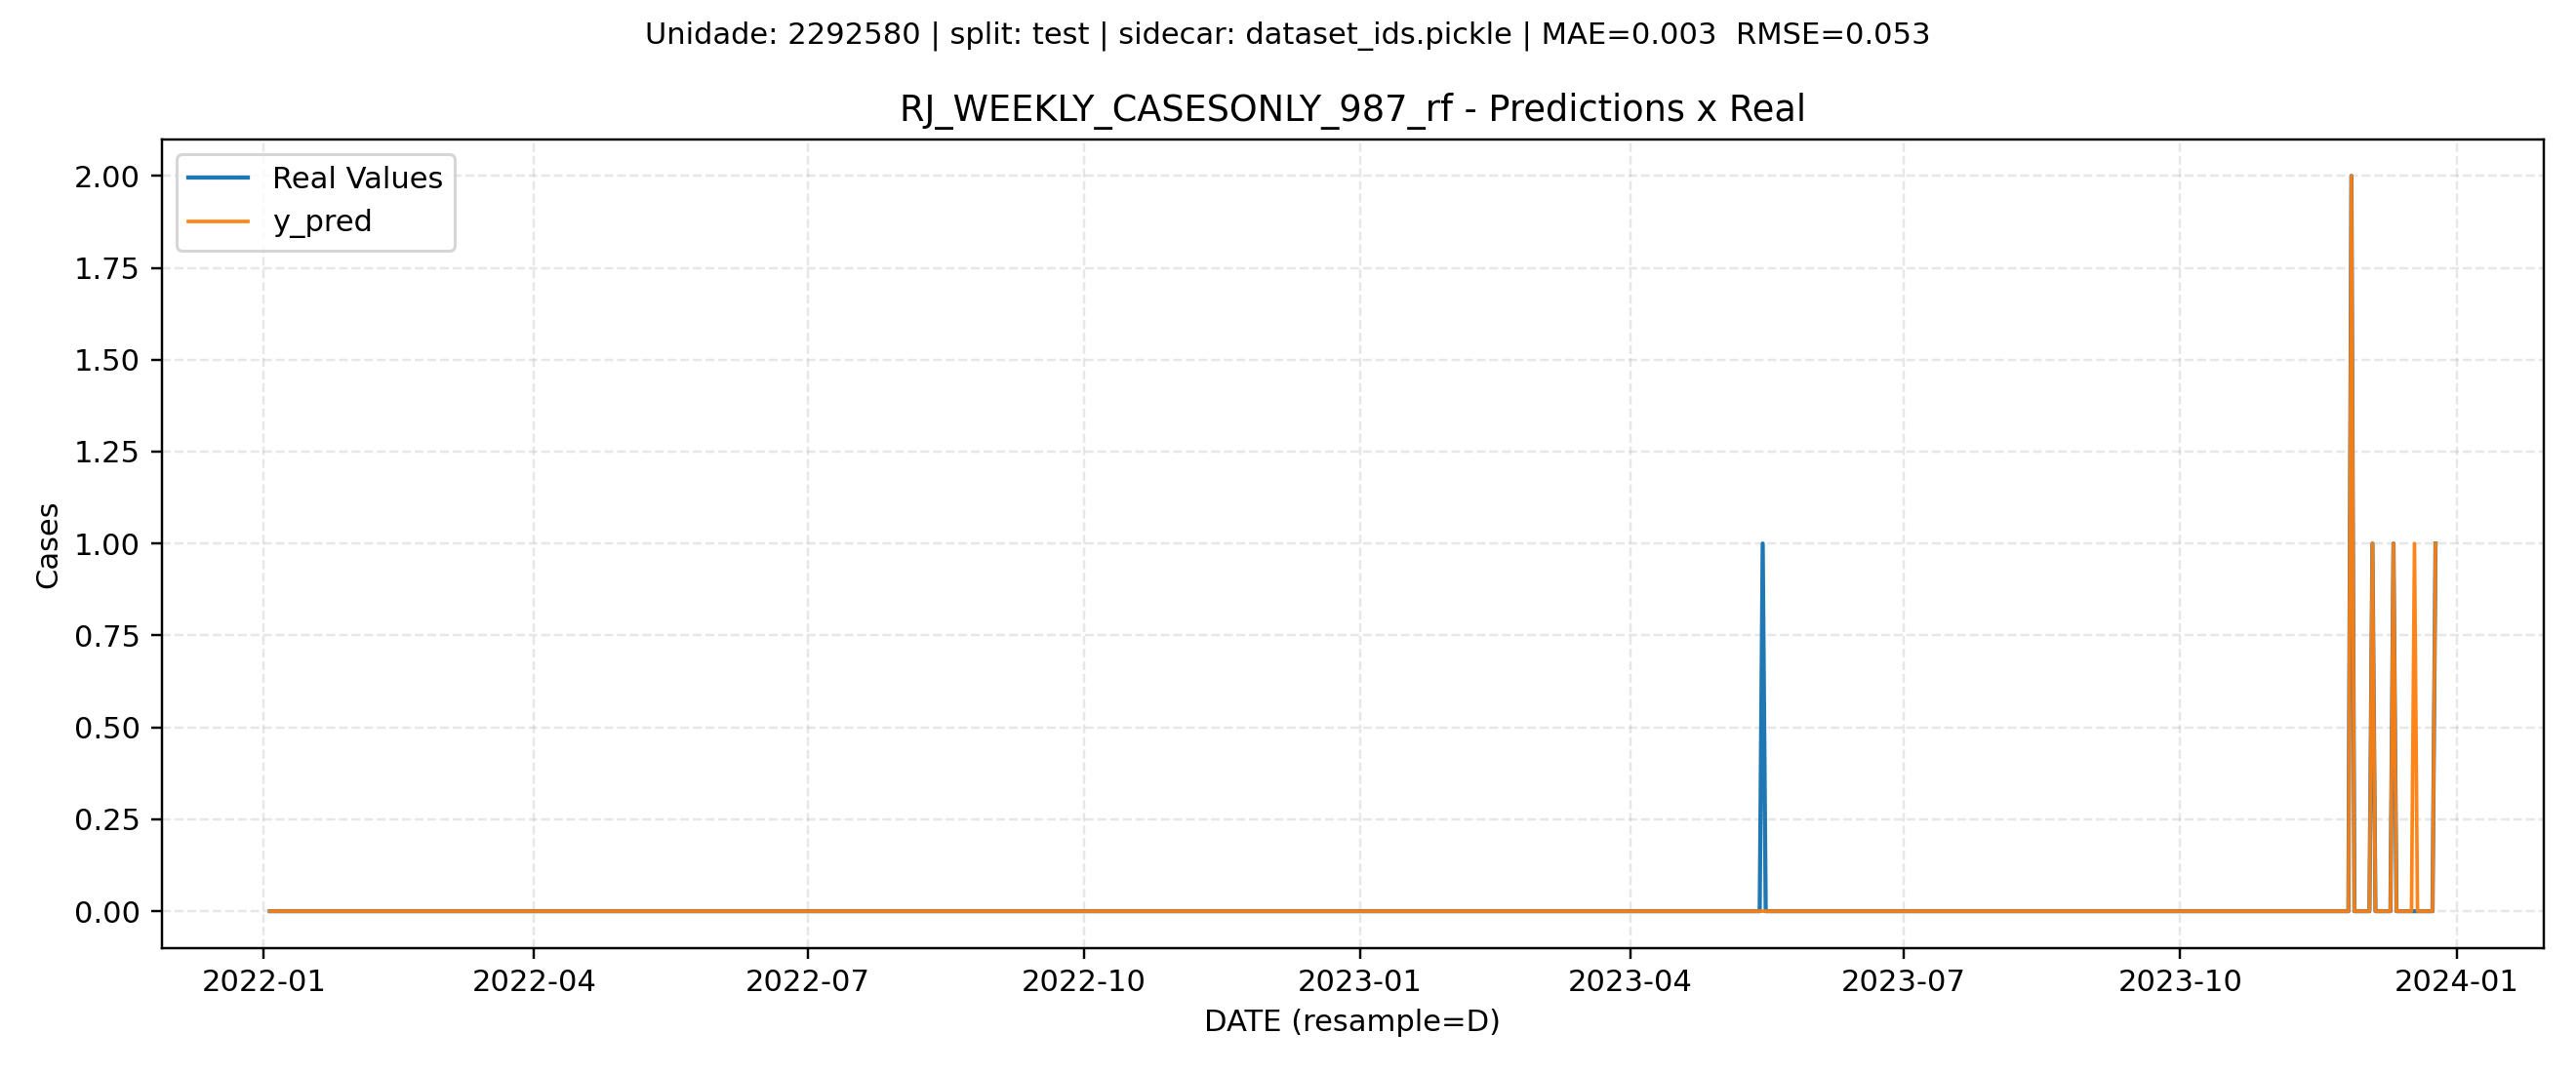 Unidade: 2292580 | split: test | sidecar: dataset_ids.pickle | MAE=0.003  RMSE=0.053
RJ_WEEKLY_CASESONLY_987_rf - Predictions x Real
Real Values
y_pred
2.00
1.75
1.50
1.25
1.00
0.75
0.50
0.25
0.00
Cases
2022-01 2022-04 2022-07 2022-10 2023-01 2023-04 2023-07 2023-10 2024-01
DATE (resample=D)